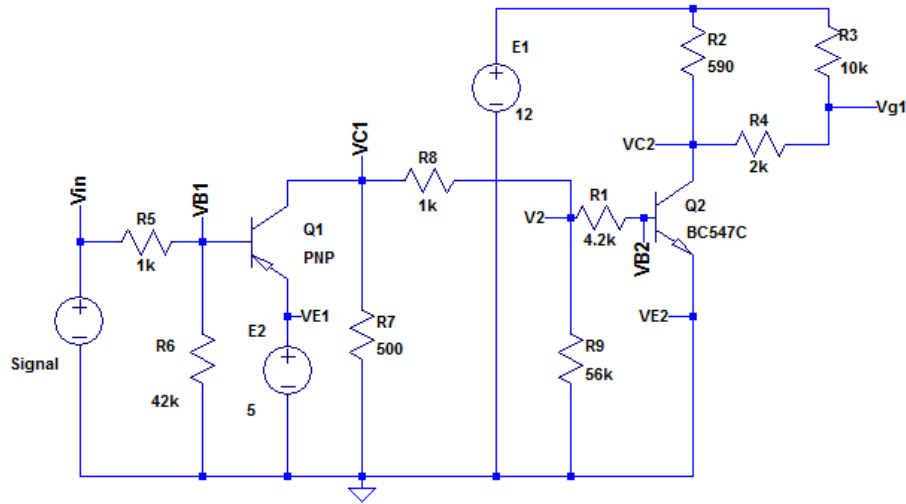 E1
12
R2
590
R3
10k
Vg1
R4
2k
VC2
VC1
R8
1k
Vin
R5
1k
VB1
Q1
PNP
V2
R1
4.2k
VB2
Q2
BC547C
VE1
E2
5
R7
500
VE2
Signal
R6
42k
R9
56k
+
−
+
−
+
−